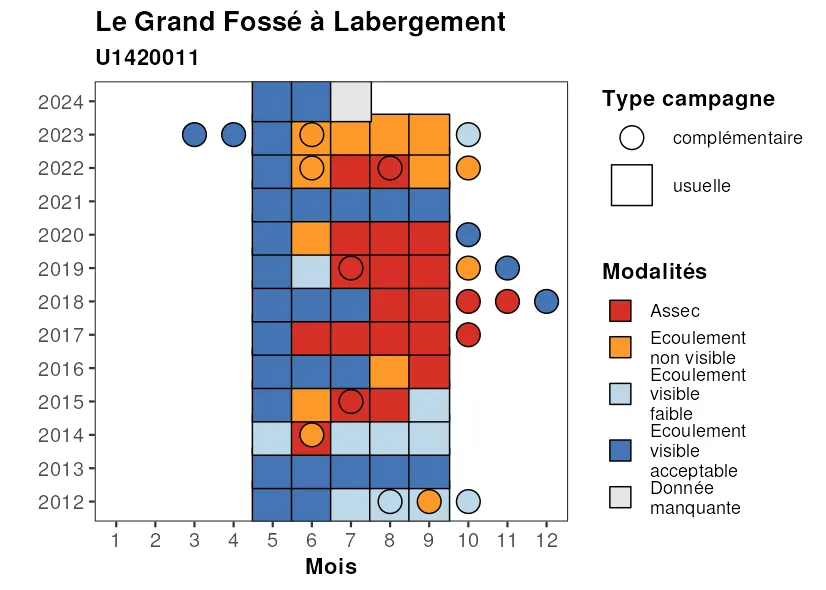 Le Grand Fossé à Labergement
U1420011
2024
2023
2022
2021
2020
2019
2018
2017
2016
2015
2014
2013
2012
1 2 3 4 5 6 7 8 9 10 11 12
Mois
Type campagne
complémentaire
usuelle
Modalités
Assec
Ecoulement
non visible
Ecoulement
visible
faible
Ecoulement
visible
acceptable
Donnée
manquante